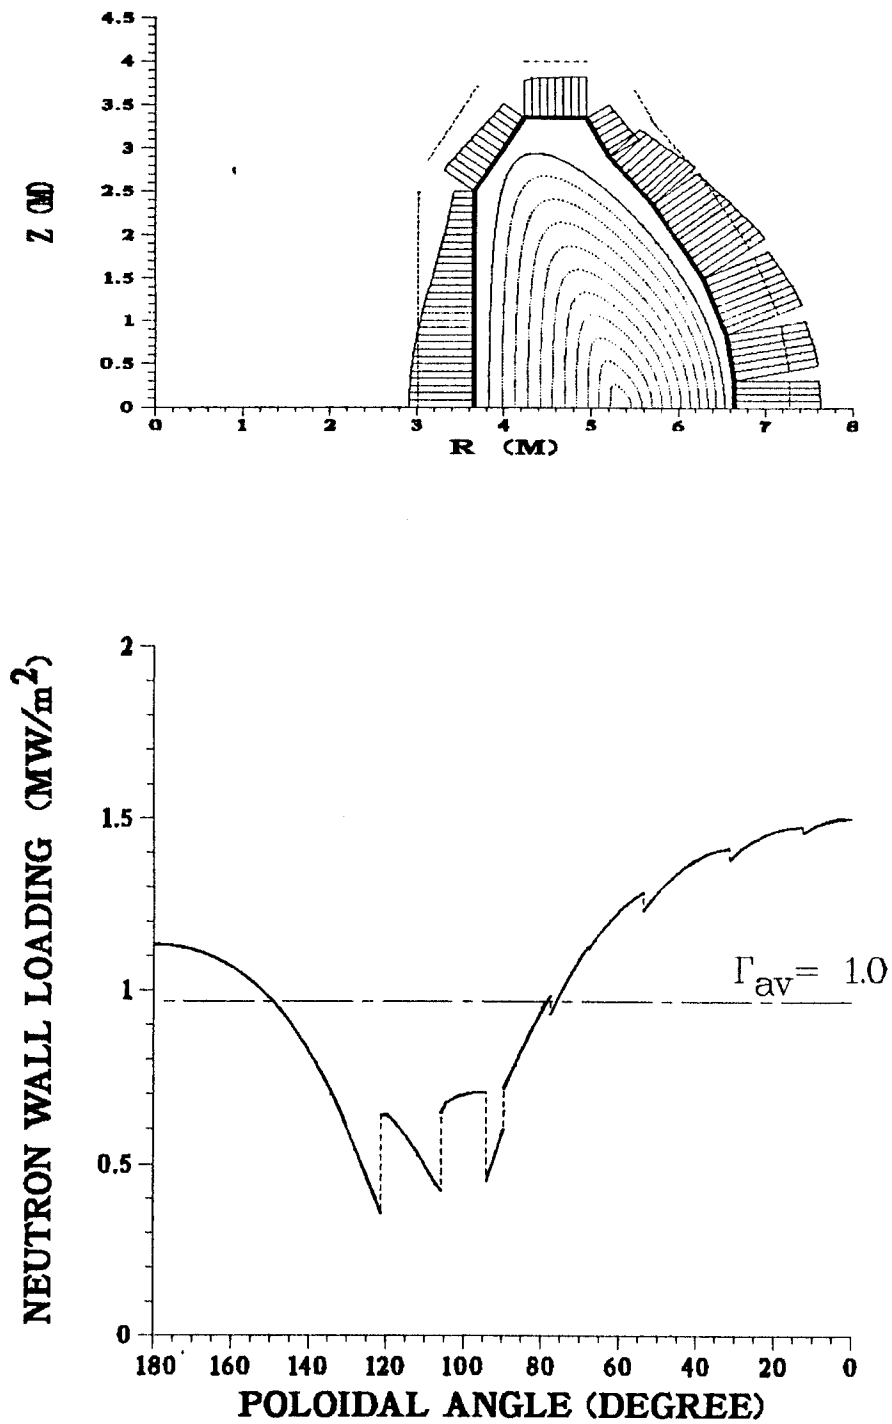 4.5
4
3.5
3
2.5
2
1.5
1
0.5
0
Z (M)
0 1 2 3 4 5 6 7 8
R (M)
2
1.5
1
0.5
0
NEUTRON WALL LOADING (MW/m²)
Γav= 1.0
180 160 140 120 100 80 60 40 20 0
POLOIDAL ANGLE (DEGREE)